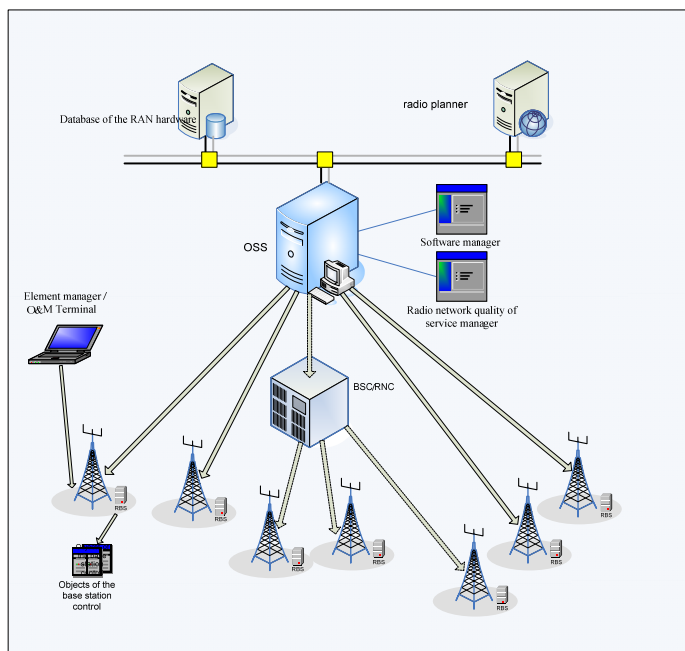 Database of the RAN hardware
radio planner
OSS
Software manager
Radio network quality of
service manager
Element manager /
O&M Terminal
BSC/RNC
RBS
RBS
RBS
RBS
RBS
RBS
RBS
station
Objects of the
base station
control